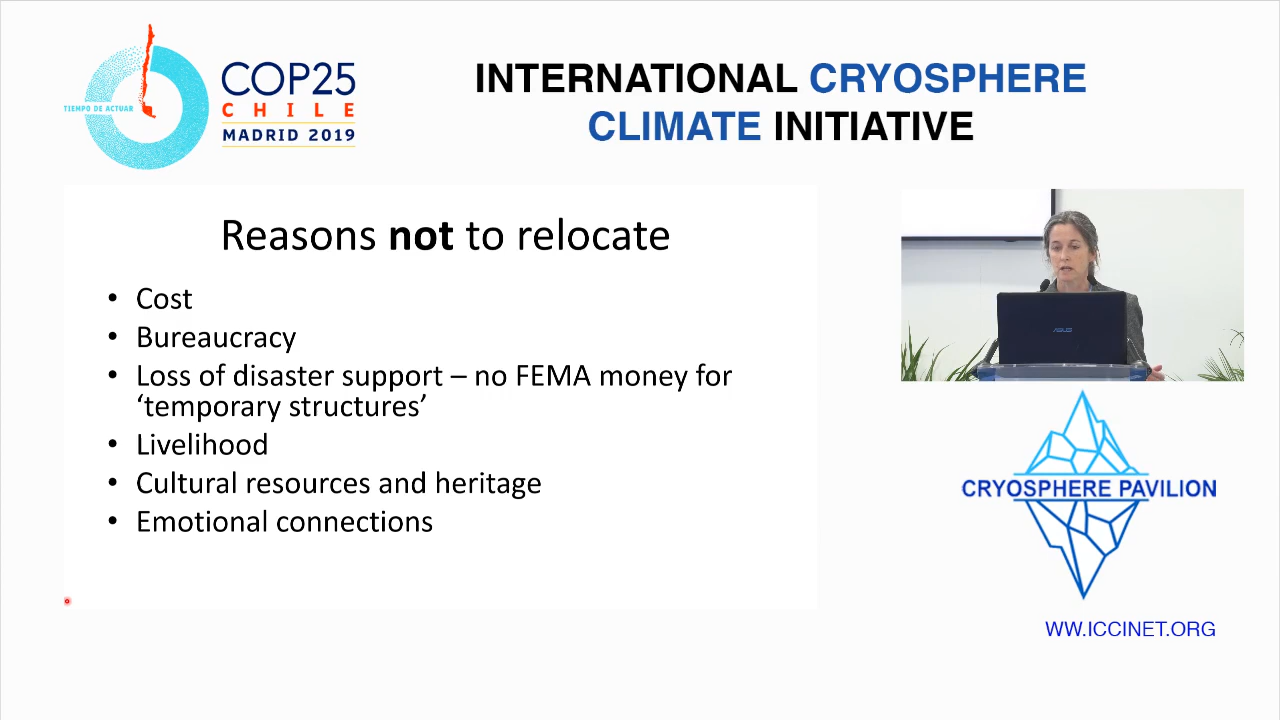 TIEMPO DE ACTUAR
COP25
CHILE
MADRID 2019
INTERNATIONAL CRYOSPHERE
CLIMATE INITIATIVE
Reasons not to relocate
• Cost
• Bureaucracy
• Loss of disaster support – no FEMA money for
‘temporary structures’
• Livelihood
• Cultural resources and heritage
• Emotional connections
ASUS
CRYOSPHERE PAVILION
WW.ICCINET.ORG